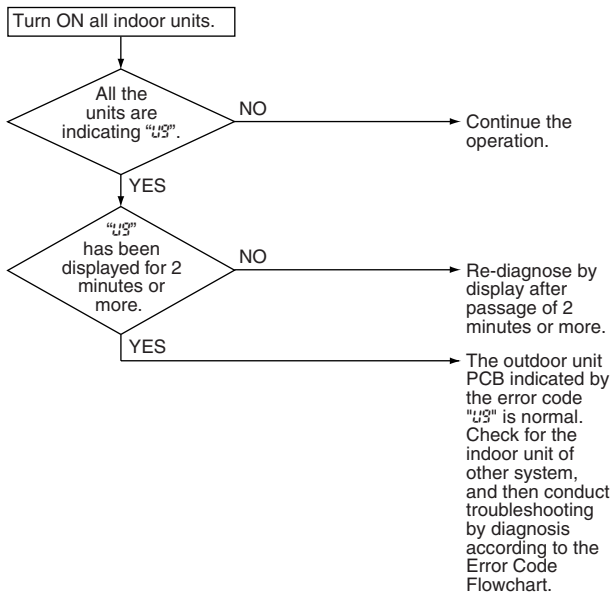 Turn ON all indoor units.
All the
units are
indicating “U9”.
NO
Continue the
operation.
YES
“U9”
has been
displayed for 2
minutes or
more.
NO
Re-diagnose by
display after
passage of 2
minutes or more.
YES
The outdoor unit
PCB indicated by
the error code
"U9" is normal.
Check for the
indoor unit of
other system,
and then conduct
troubleshooting
by diagnosis
according to the
Error Code
Flowchart.